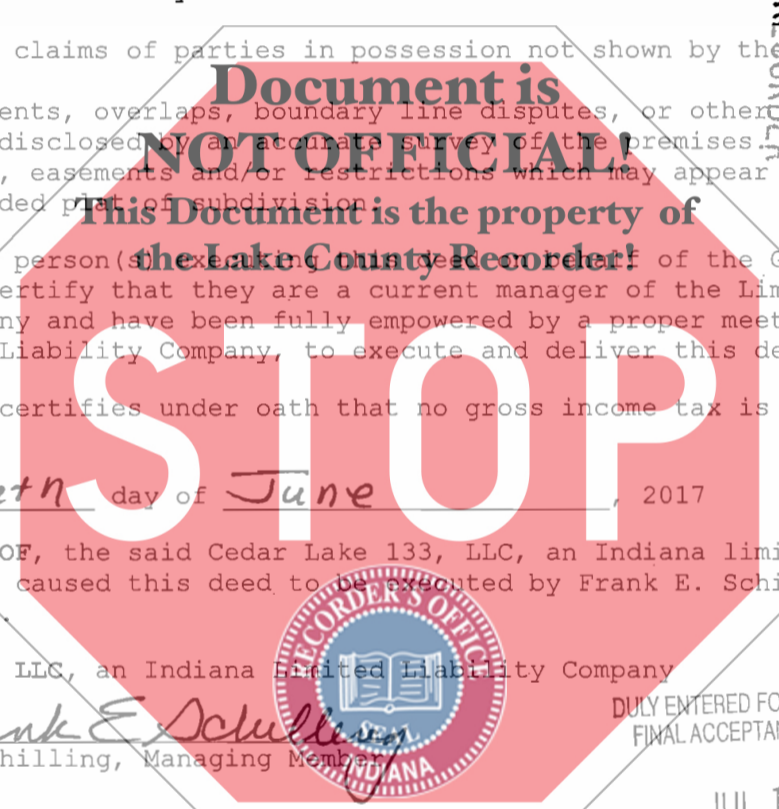 claims of parties in possession not shown by the
Document is
ents, overlaps, boundary line disputes, or other
disclosed by an accurate survey of the premises.
NOT OFFICIAL!
, easements and/or restrictions which may appear
ded plat of subdivision
This Document is the property of
the Lake County Recorder!
person(s) executing this deed on behalf of the G
ertify that they are a current manager of the Lim
ny and have been fully empowered by a proper meet
Liability Company, to execute and deliver this de
STOP
certifies under oath that no gross income tax is
eth day of June, 2017
OF, the said Cedar Lake 133, LLC, an Indiana limi
caused this deed to be executed by Frank E. Schi
LLC, an Indiana Limited Liability Company
RECORDER'S OFFICE
SEAL
INDIANA
nk E Schilling
hilling, Managing Member
DULY ENTERED FO
FINAL ACCEPTAN
RECORDER